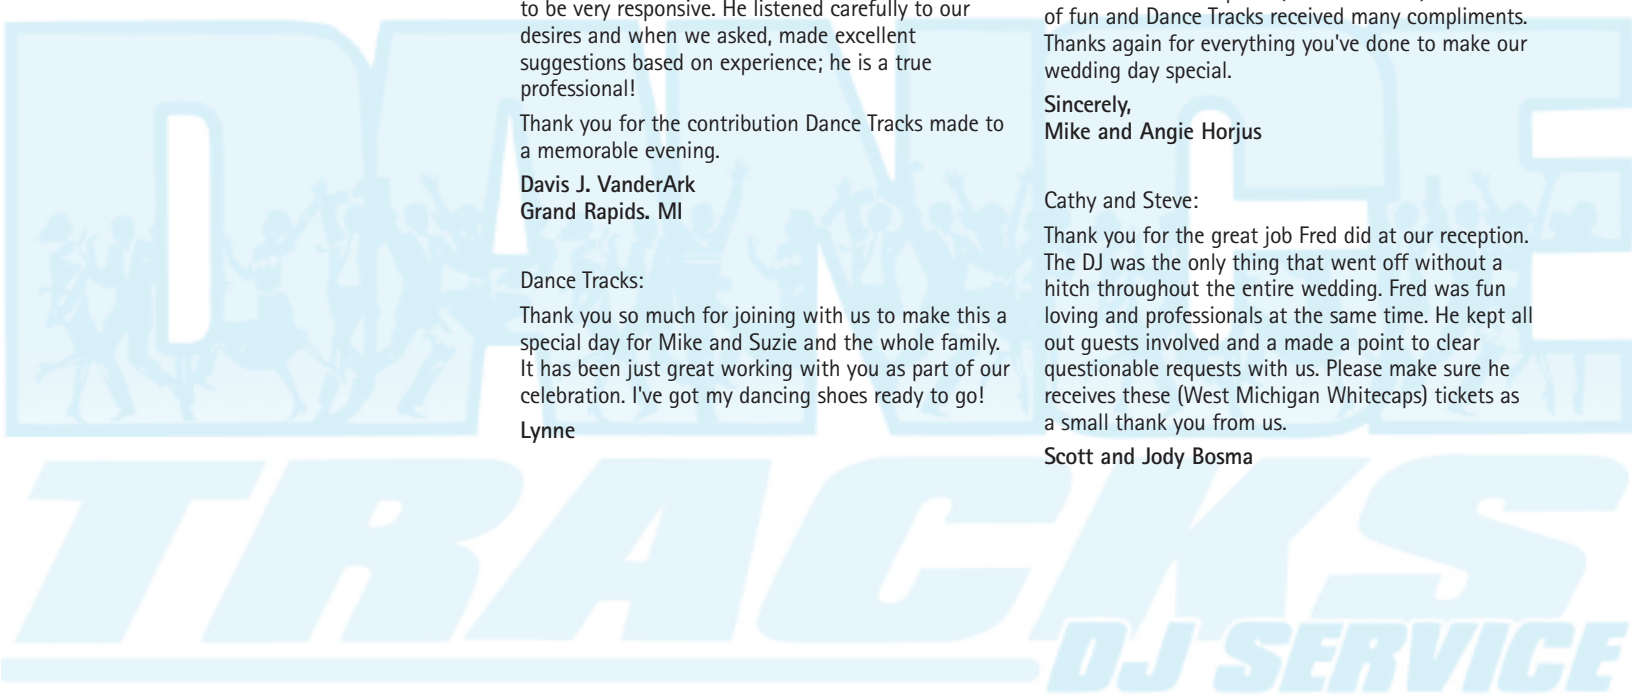 to be very responsive. He listened carefully to our
desires and when we asked, made excellent
suggestions based on experience; he is a true
professional!
Thank you for the contribution Dance Tracks made to
a memorable evening.
Davis J. VanderArk
Grand Rapids. MI
Dance Tracks:
Thank you so much for joining with us to make this a
special day for Mike and Suzie and the whole family.
It has been just great working with you as part of our
celebration. I've got my dancing shoes ready to go!
Lynne
of fun and Dance Tracks received many compliments.
Thanks again for everything you've done to make our
wedding day special.
Sincerely,
Mike and Angie Horjus
Cathy and Steve:
Thank you for the great job Fred did at our reception.
The DJ was the only thing that went off without a
hitch throughout the entire wedding. Fred was fun
loving and professionals at the same time. He kept all
out guests involved and a made a point to clear
questionable requests with us. Please make sure he
receives these (West Michigan Whitecaps) tickets as
a small thank you from us.
Scott and Jody Bosma
DANCE
TRACKS
DJ SERVICE